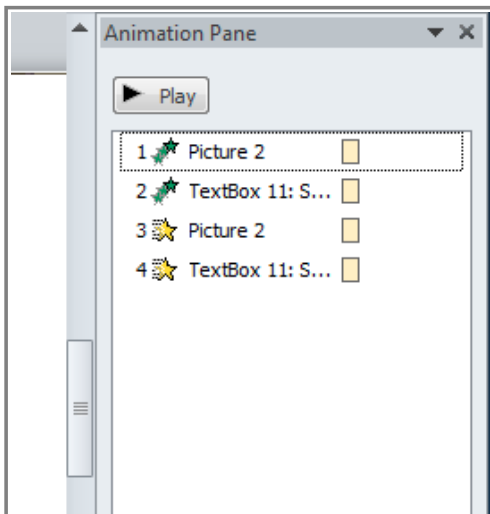 Animation Pane
Play
1 Picture 2
2 TextBox 11: S...
3 Picture 2
4 TextBox 11: S...